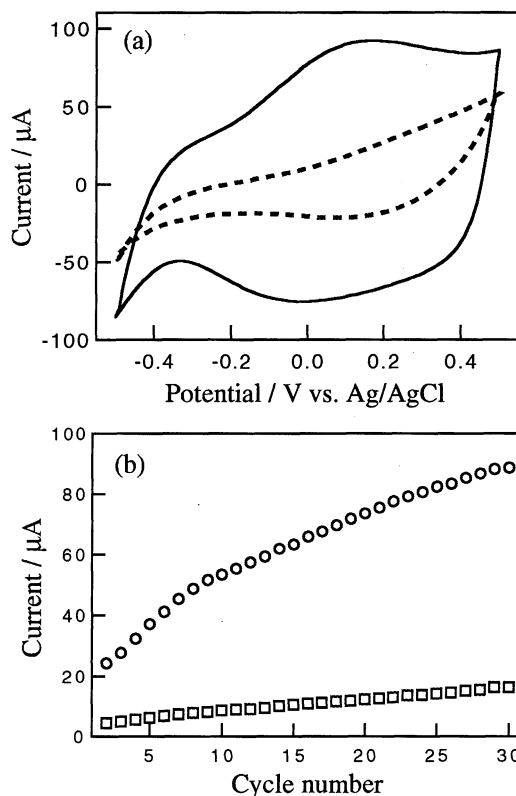 (a)
100
50
0
-50
-100
Current / µA
-0.4 -0.2 0.0 0.2 0.4
Potential / V vs. Ag/AgCl
(b)
100
80
60
40
20
0
Current / µA
5 10 15 20 25 30
Cycle number